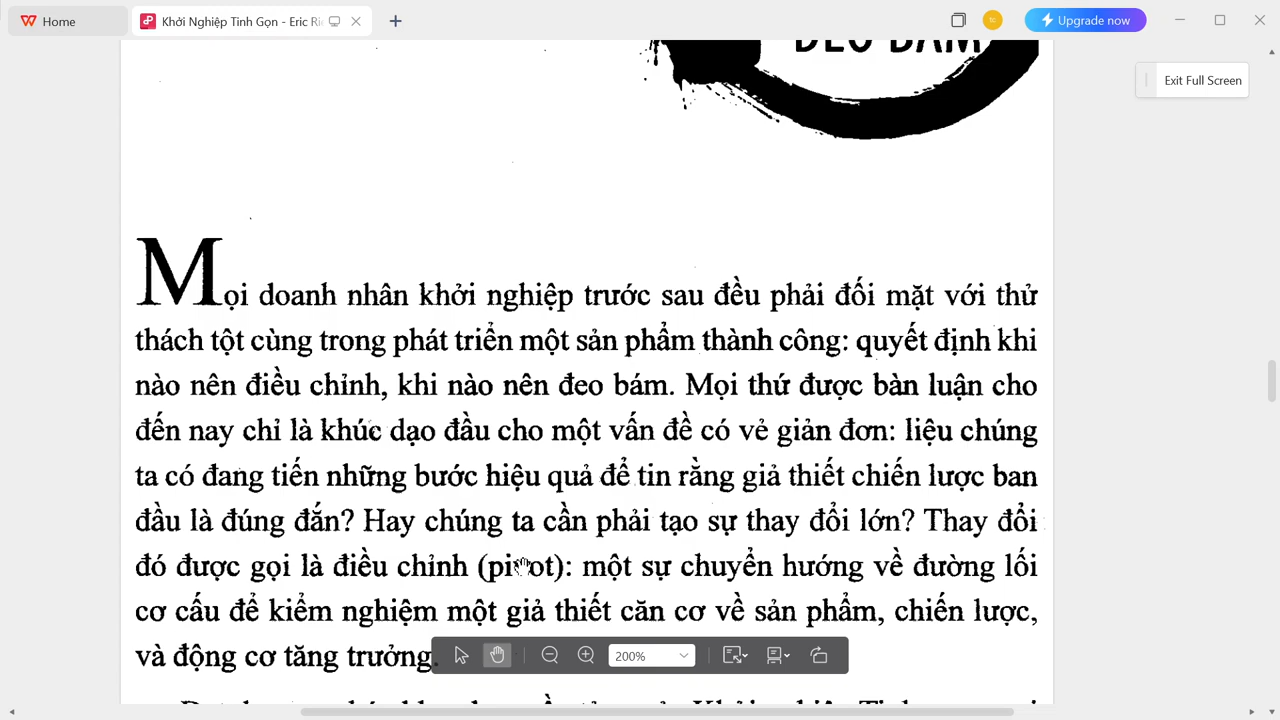 Home
Khởi Nghiệp Tinh Gọn - Eric Ri
Upgrade now
Exit Full Screen
ĐEO BÁM
Mọi doanh nhân khởi nghiệp trước sau đều phải đối mặt với thử
thách tột cùng trong phát triển một sản phẩm thành công: quyết định khi
nào nên điều chỉnh, khi nào nên đeo bám. Mọi thứ được bàn luận cho
đến nay chỉ là khúc dạo đầu cho một vấn đề có vẻ giản đơn: liệu chúng
ta có đang tiến những bước hiệu quả để tin rằng giả thiết chiến lược ban
đầu là đúng đắn? Hay chúng ta cần phải tạo sự thay đổi lớn? Thay đổi
đó được gọi là điều chỉnh (pivot): một sự chuyển hướng về đường lối
cơ cấu để kiểm nghiệm một giả thiết căn cơ về sản phẩm, chiến lược,
và động cơ tăng trưởng.
200%